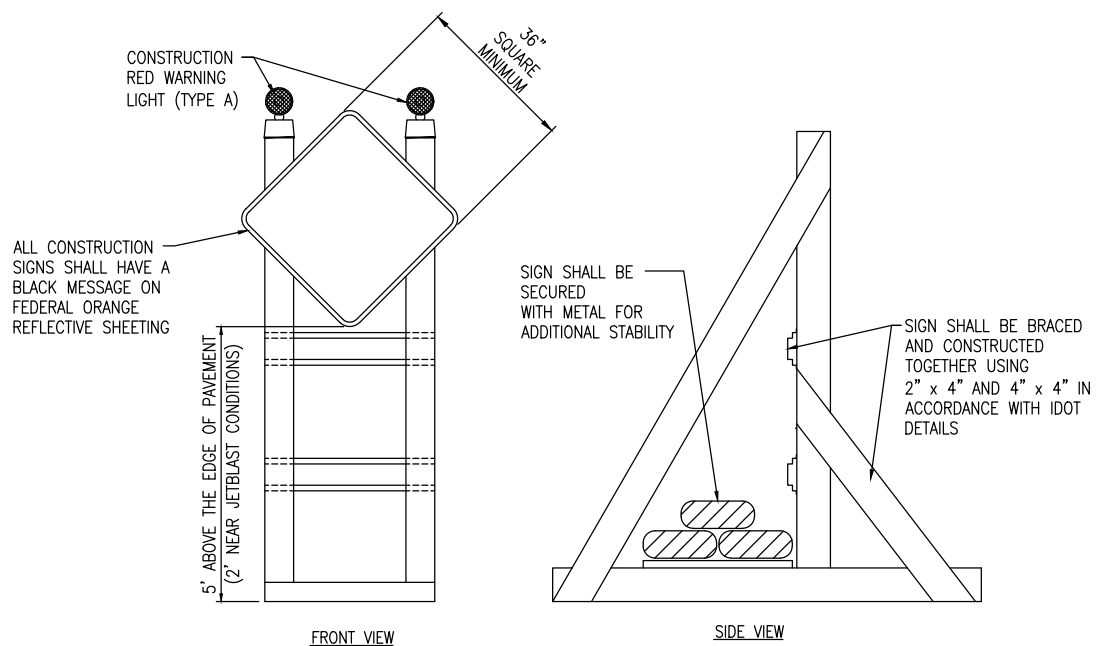 CONSTRUCTION
RED WARNING
LIGHT (TYPE A)
36"
SQUARE
MINIMUM
ALL CONSTRUCTION
SIGNS SHALL HAVE A
BLACK MESSAGE ON
FEDERAL ORANGE
REFLECTIVE SHEETING
5' ABOVE THE EDGE OF PAVEMENT
(2' NEAR JETBLAST CONDITIONS)
FRONT VIEW
SIGN SHALL BE
SECURED
WITH METAL FOR
ADDITIONAL STABILITY
SIGN SHALL BE BRACED
AND CONSTRUCTED
TOGETHER USING
2" x 4" AND 4" x 4" IN
ACCORDANCE WITH IDOT
DETAILS
SIDE VIEW